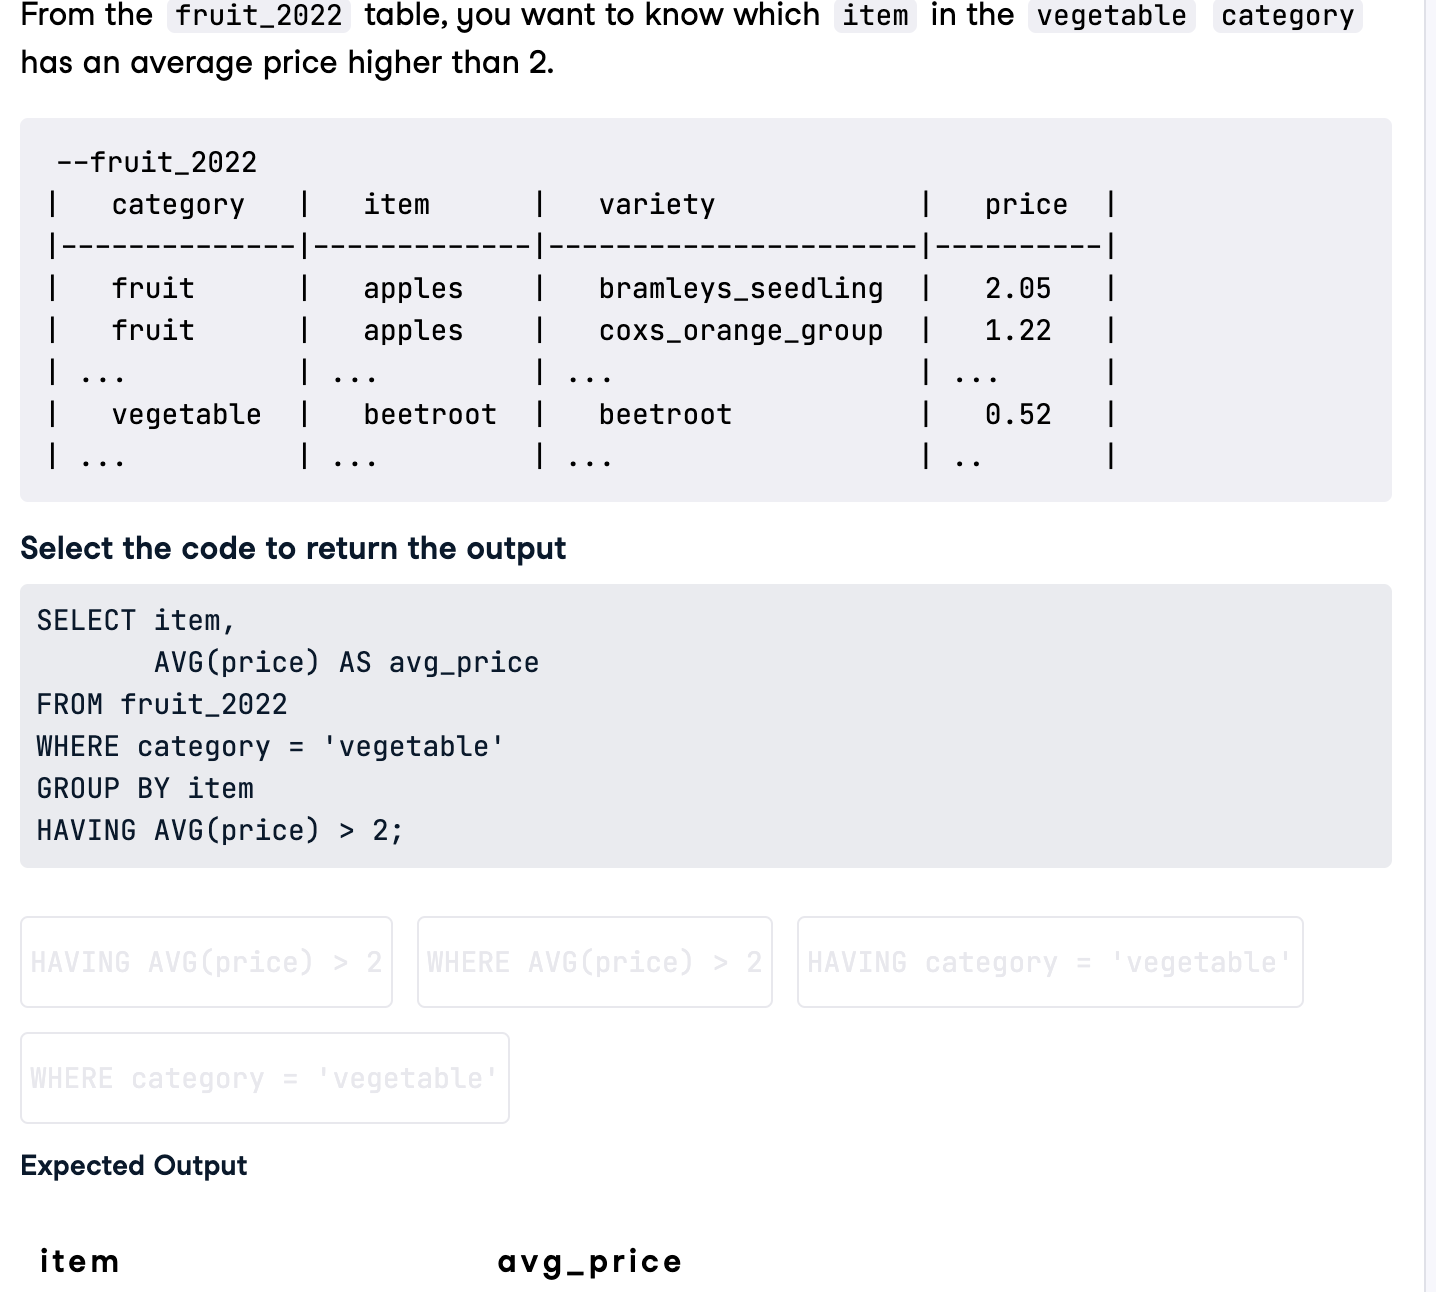 From the fruit_2022 table, you want to know which item in the vegetable category
has an average price higher than 2.
--fruit_2022
|   category   |   item      |   variety            |   price  |
|--------------|-------------|----------------------|----------|
|   fruit      |   apples    |   bramleys_seedling  |   2.05   |
|   fruit      |   apples    |   coxs_orange_group  |   1.22   |
| ...          | ...         | ...                  | ...      |
|   vegetable  |   beetroot  |   beetroot           |   0.52   |
| ...          | ...         | ...                  | ..       |
Select the code to return the output
SELECT item,
       AVG(price) AS avg_price
FROM fruit_2022
WHERE category = 'vegetable'
GROUP BY item
HAVING AVG(price) > 2;
HAVING AVG(price) > 2 WHERE AVG(price) > 2 HAVING category = 'vegetable'
WHERE category = 'vegetable'
Expected Output
item avg_price